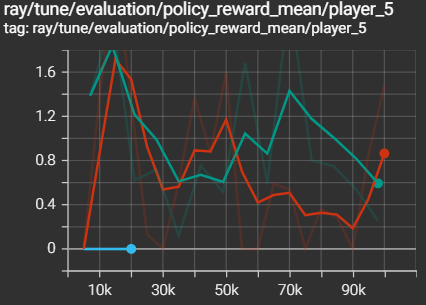 ray/tune/evaluation/policy_reward_mean/player_5
tag: ray/tune/evaluation/policy_reward_mean/player_5
1.6
1.2
0.8
0.4
0
10k 30k 50k 70k 90k